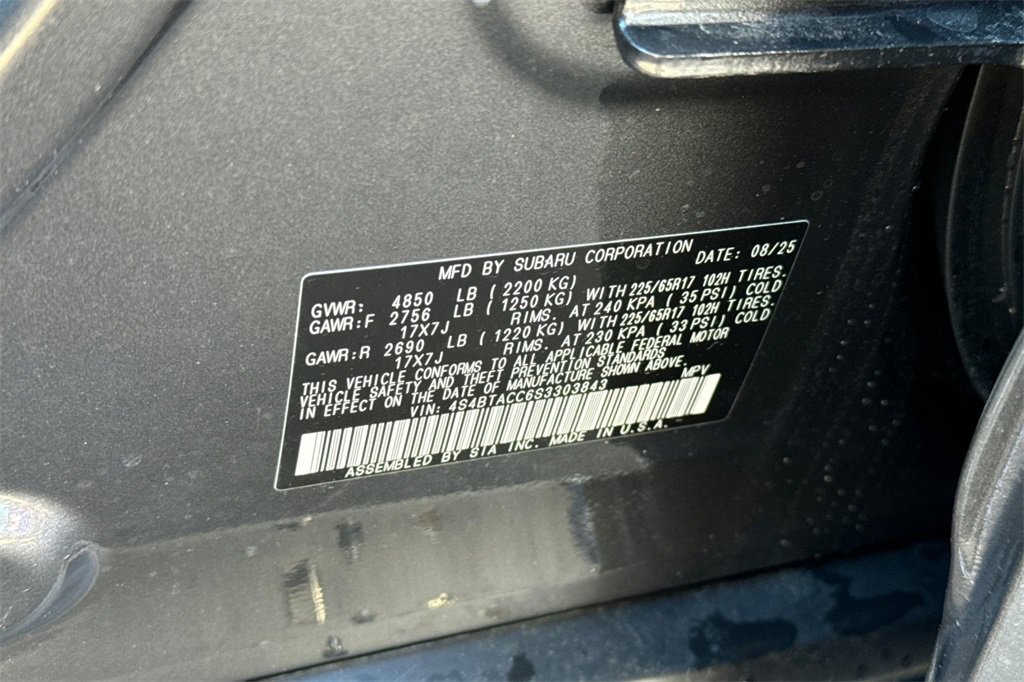 MFD BY SUBARU CORPORATION DATE: 08/25
GVWR: 4850 LB (2200 KG)
GAWR:F 2756 LB (1250 KG) WITH 225/65R17 102H TIRES.
17X7J RIMS. AT 240 KPA (35 PSI) COLD
GAWR:R 2690 LB (1220 KG) WITH 225/65R17 102H TIRES.
17X7J RIMS. AT 230 KPA (33 PSI) COLD
THIS VEHICLE CONFORMS TO ALL APPLICABLE FEDERAL MOTOR
VEHICLE SAFETY AND THEFT PREVENTION STANDARDS
IN EFFECT ON THE DATE OF MANUFACTURE SHOWN ABOVE.
VIN: 4S4BTACC6S3303843 MPV
ASSEMBLED BY SIA INC. MADE IN U.S.A.